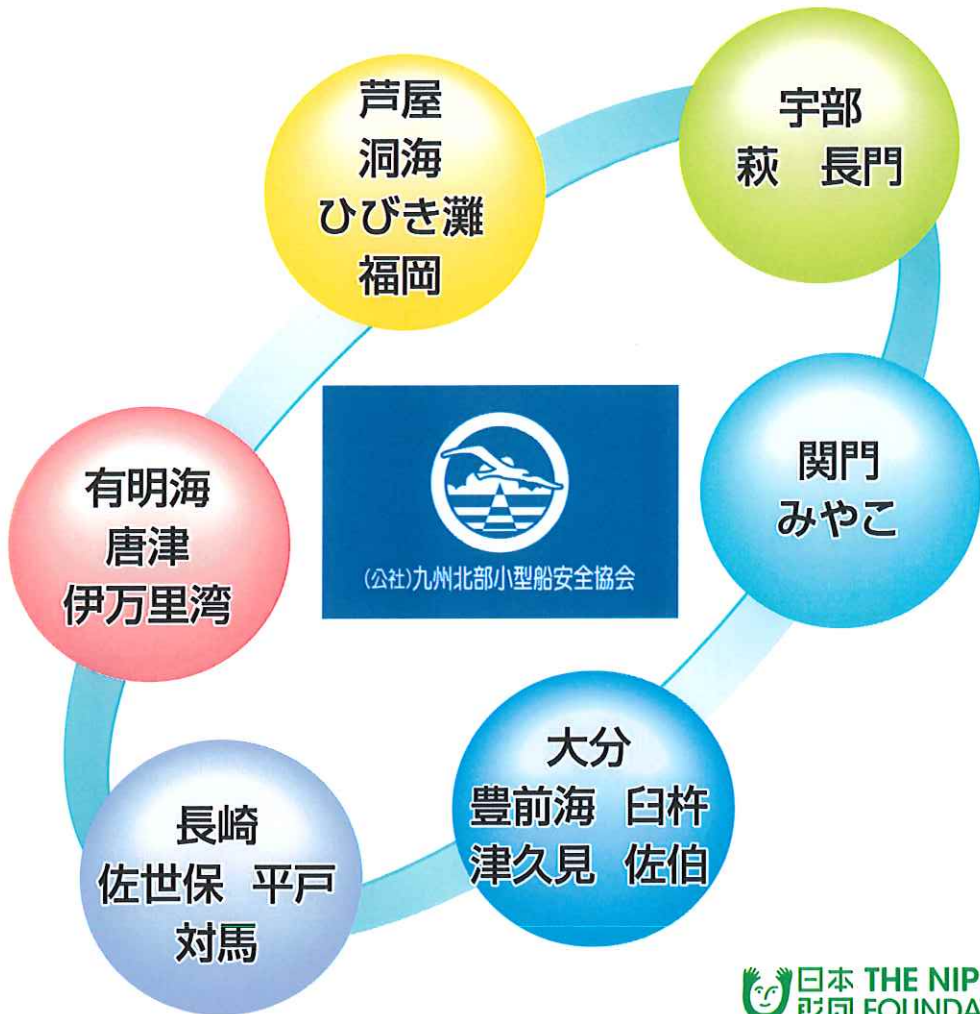 芦屋
洞海
ひびき灘
福岡
宇部
萩 長門
関門
みやこ
有明海
唐津
伊万里湾
(公社)九州北部小型船安全協会
大分
豊前海 臼杵
津久見 佐伯
長崎
佐世保 平戸
対馬
日本 THE NIP
財団 FOUNDA